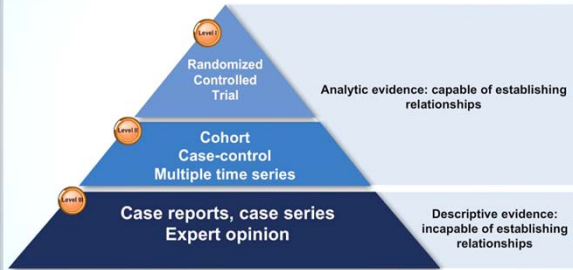 Level I
Randomized
Controlled
Trial
Analytic evidence: capable of establishing
relationships
Level II
Cohort
Case-control
Multiple time series
Level III
Case reports, case series
Expert opinion
Descriptive evidence:
incapable of establishing
relationships